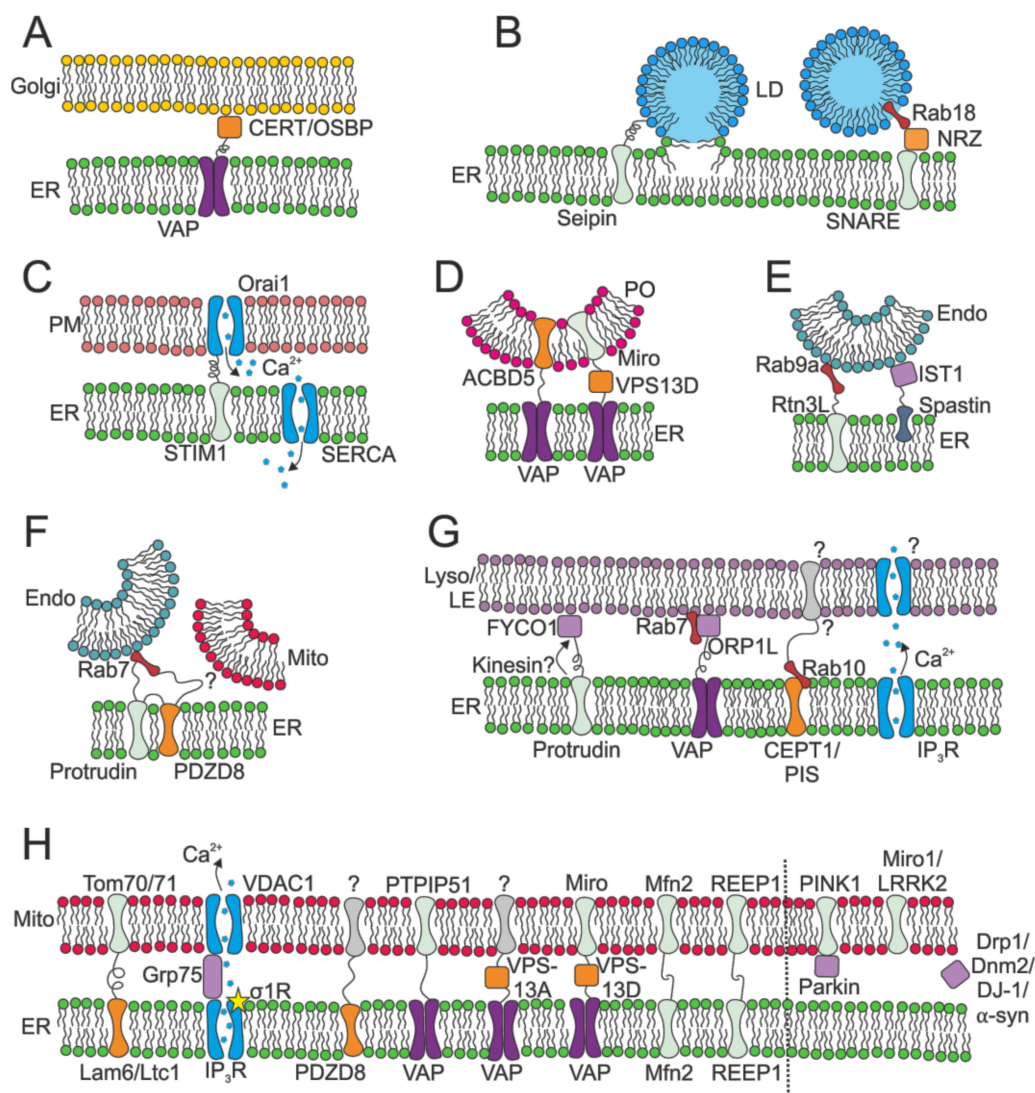 A
Golgi
CERT/OSBP
ER
VAP
B
LD
Rab18
NRZ
ER
Seipin
SNARE
C
Orai1
PM
Ca²⁺
ER
STIM1
SERCA
D
PO
ACBD5
Miro
VPS13D
ER
VAP
VAP
E
Endo
Rab9a
IST1
Rtn3L
Spastin
ER
F
Endo
Rab7
?
Mito
ER
Protrudin
PDZD8
G
?
Lyso/
LE
FYCO1
Rab7
ORP1L
?
Kinesin?
Rab10
Ca²⁺
ER
Protrudin
VAP
CEPT1/
PIS
IP₃R
H
Ca²⁺
Tom70/71
VDAC1
?
PTPIP51
?
Miro
Mfn2
REEP1
PINK1
Miro1/
LRRK2
Mito
Grp75
σ1R
VPS-
13A
VPS-
13D
Parkin
Drp1/
Dnm2/
DJ-1/
α-syn
ER
Lam6/Ltc1
IP₃R
PDZD8
VAP
VAP
VAP
Mfn2
REEP1